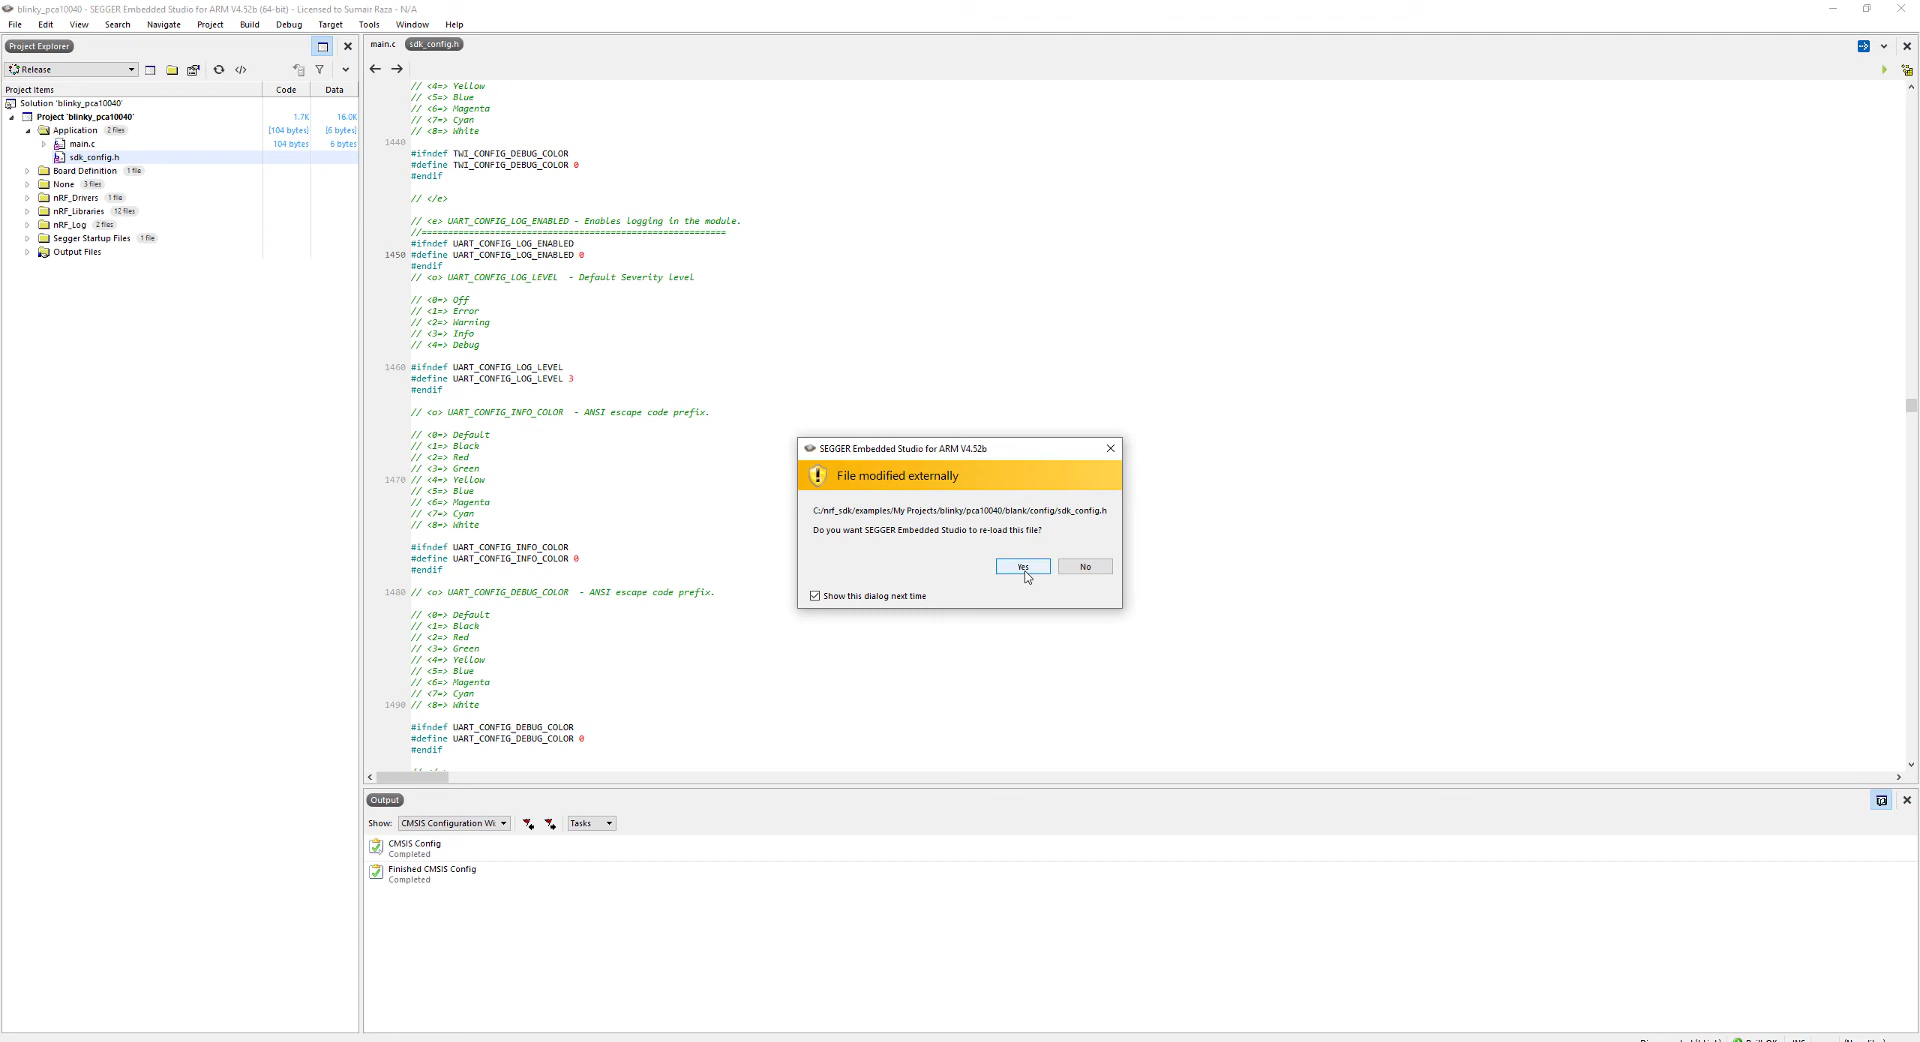 blinky_pca10040 - SEGGER Embedded Studio for ARM V4.52b (64-bit) - Licensed to Sumair Raza - N/A
File Edit View Search Navigate Project Build Debug Target Tools Window Help
Project Explorer
Release
Project Items Code Data
Solution 'blinky_pca10040'
Project 'blinky_pca10040' 1.7K 16.0K
Application 2 files [104 bytes] [6 bytes]
main.c 104 bytes 6 bytes
sdk_config.h
Board Definition 1 file
None 3 files
nRF_Drivers 1 file
nRF_Libraries 12 files
nRF_Log 2 files
Segger Startup Files 1 file
Output Files
main.c sdk_config.h
// <4=> Yellow
// <5=> Blue
// <6=> Magenta
// <7=> Cyan
// <8=> White
1440
#ifndef TWI_CONFIG_DEBUG_COLOR
#define TWI_CONFIG_DEBUG_COLOR 0
#endif
// </e>
// <e> UART_CONFIG_LOG_ENABLED - Enables logging in the module.
//==========================================================
#ifndef UART_CONFIG_LOG_ENABLED
1450 #define UART_CONFIG_LOG_ENABLED 0
#endif
// <o> UART_CONFIG_LOG_LEVEL  - Default Severity level
// <0=> Off
// <1=> Error
// <2=> Warning
// <3=> Info
// <4=> Debug
1460 #ifndef UART_CONFIG_LOG_LEVEL
#define UART_CONFIG_LOG_LEVEL 3
#endif
// <o> UART_CONFIG_INFO_COLOR  - ANSI escape code prefix.
// <0=> Default
// <1=> Black
// <2=> Red
// <3=> Green
1470 // <4=> Yellow
// <5=> Blue
// <6=> Magenta
// <7=> Cyan
// <8=> White
#ifndef UART_CONFIG_INFO_COLOR
#define UART_CONFIG_INFO_COLOR 0
#endif
1480 // <o> UART_CONFIG_DEBUG_COLOR  - ANSI escape code prefix.
// <0=> Default
// <1=> Black
// <2=> Red
// <3=> Green
// <4=> Yellow
// <5=> Blue
// <6=> Magenta
// <7=> Cyan
1490 // <8=> White
#ifndef UART_CONFIG_DEBUG_COLOR
#define UART_CONFIG_DEBUG_COLOR 0
#endif
SEGGER Embedded Studio for ARM V4.52b
File modified externally
C:/nrf_sdk/examples/My Projects/blinky/pca10040/blank/config/sdk_config.h
Do you want SEGGER Embedded Studio to re-load this file?
Yes No
Show this dialog next time
Output
Show: CMSIS Configuration Wi Tasks
CMSIS Config
Completed
Finished CMSIS Config
Completed